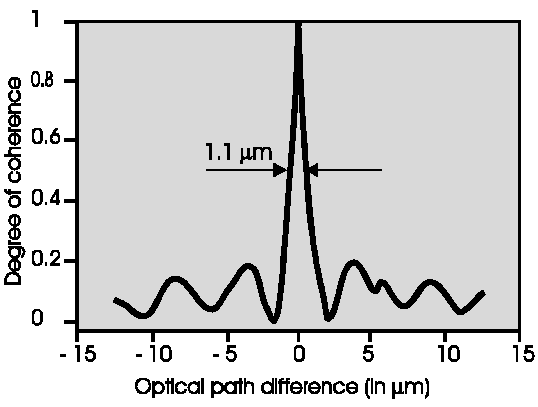 1
0.8
0.6
0.4
0.2
0
Degree of coherence
1.1 μm
- 15 - 10 - 5 0 5 10 15
Optical path difference (in μm)